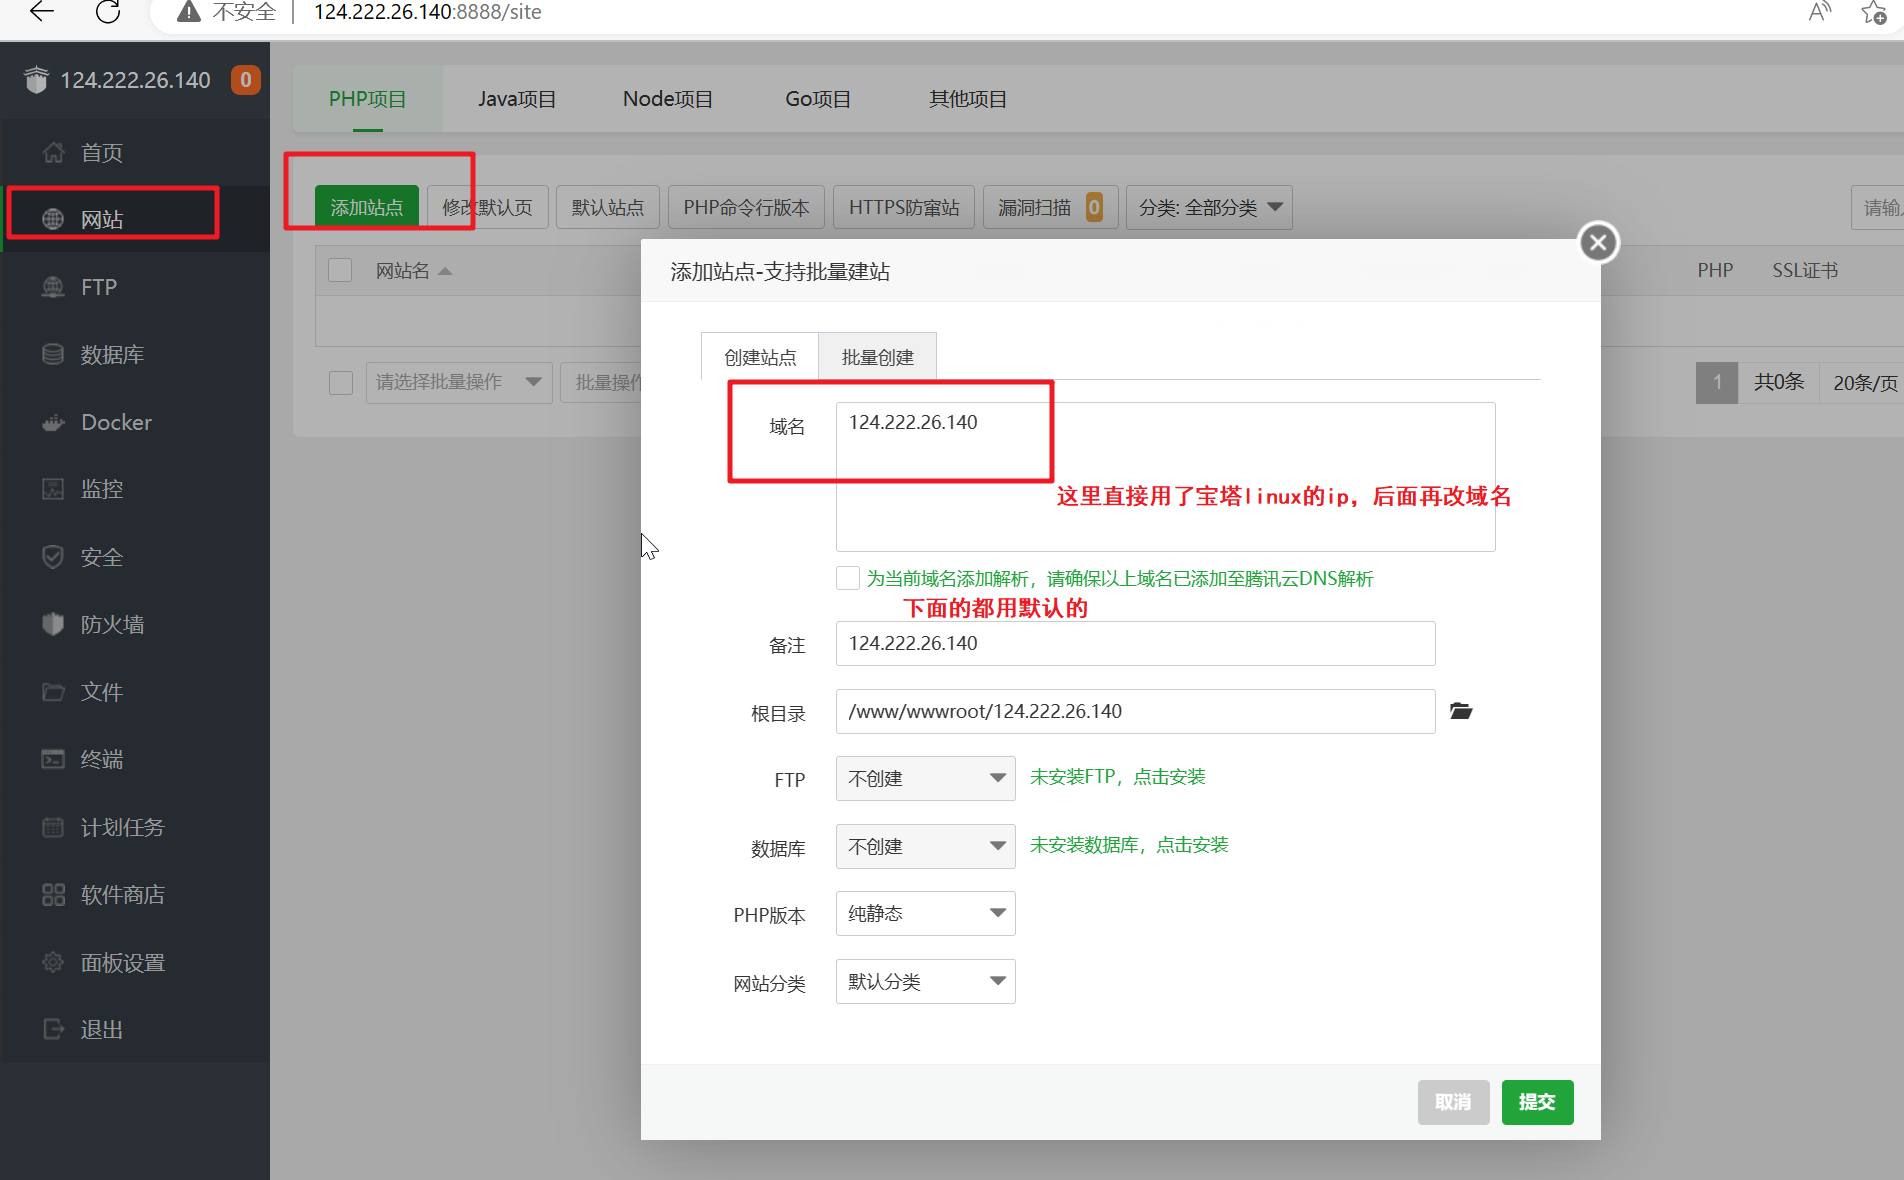 不安全 124.222.26.140:8888/site
124.222.26.140 0
首页
网站
FTP
数据库
Docker
监控
安全
防火墙
文件
终端
计划任务
软件商店
面板设置
退出
PHP项目 Java项目 Node项目 Go项目 其他项目
添加站点 修改默认页 默认站点 PHP命令行版本 HTTPS防窜站 漏洞扫描 0 分类: 全部分类 请输
网站名 PHP SSL证书
请选择批量操作 批量操作 1 共0条 20条/页
添加站点-支持批量建站
创建站点 批量创建
域名 124.222.26.140
这里直接用了宝塔linux的ip，后面再改域名
为当前域名添加解析，请确保以上域名已添加至腾讯云DNS解析
下面的都用默认的
备注 124.222.26.140
根目录 /www/wwwroot/124.222.26.140
FTP 不创建 未安装FTP，点击安装
数据库 不创建 未安装数据库，点击安装
PHP版本 纯静态
网站分类 默认分类
取消 提交